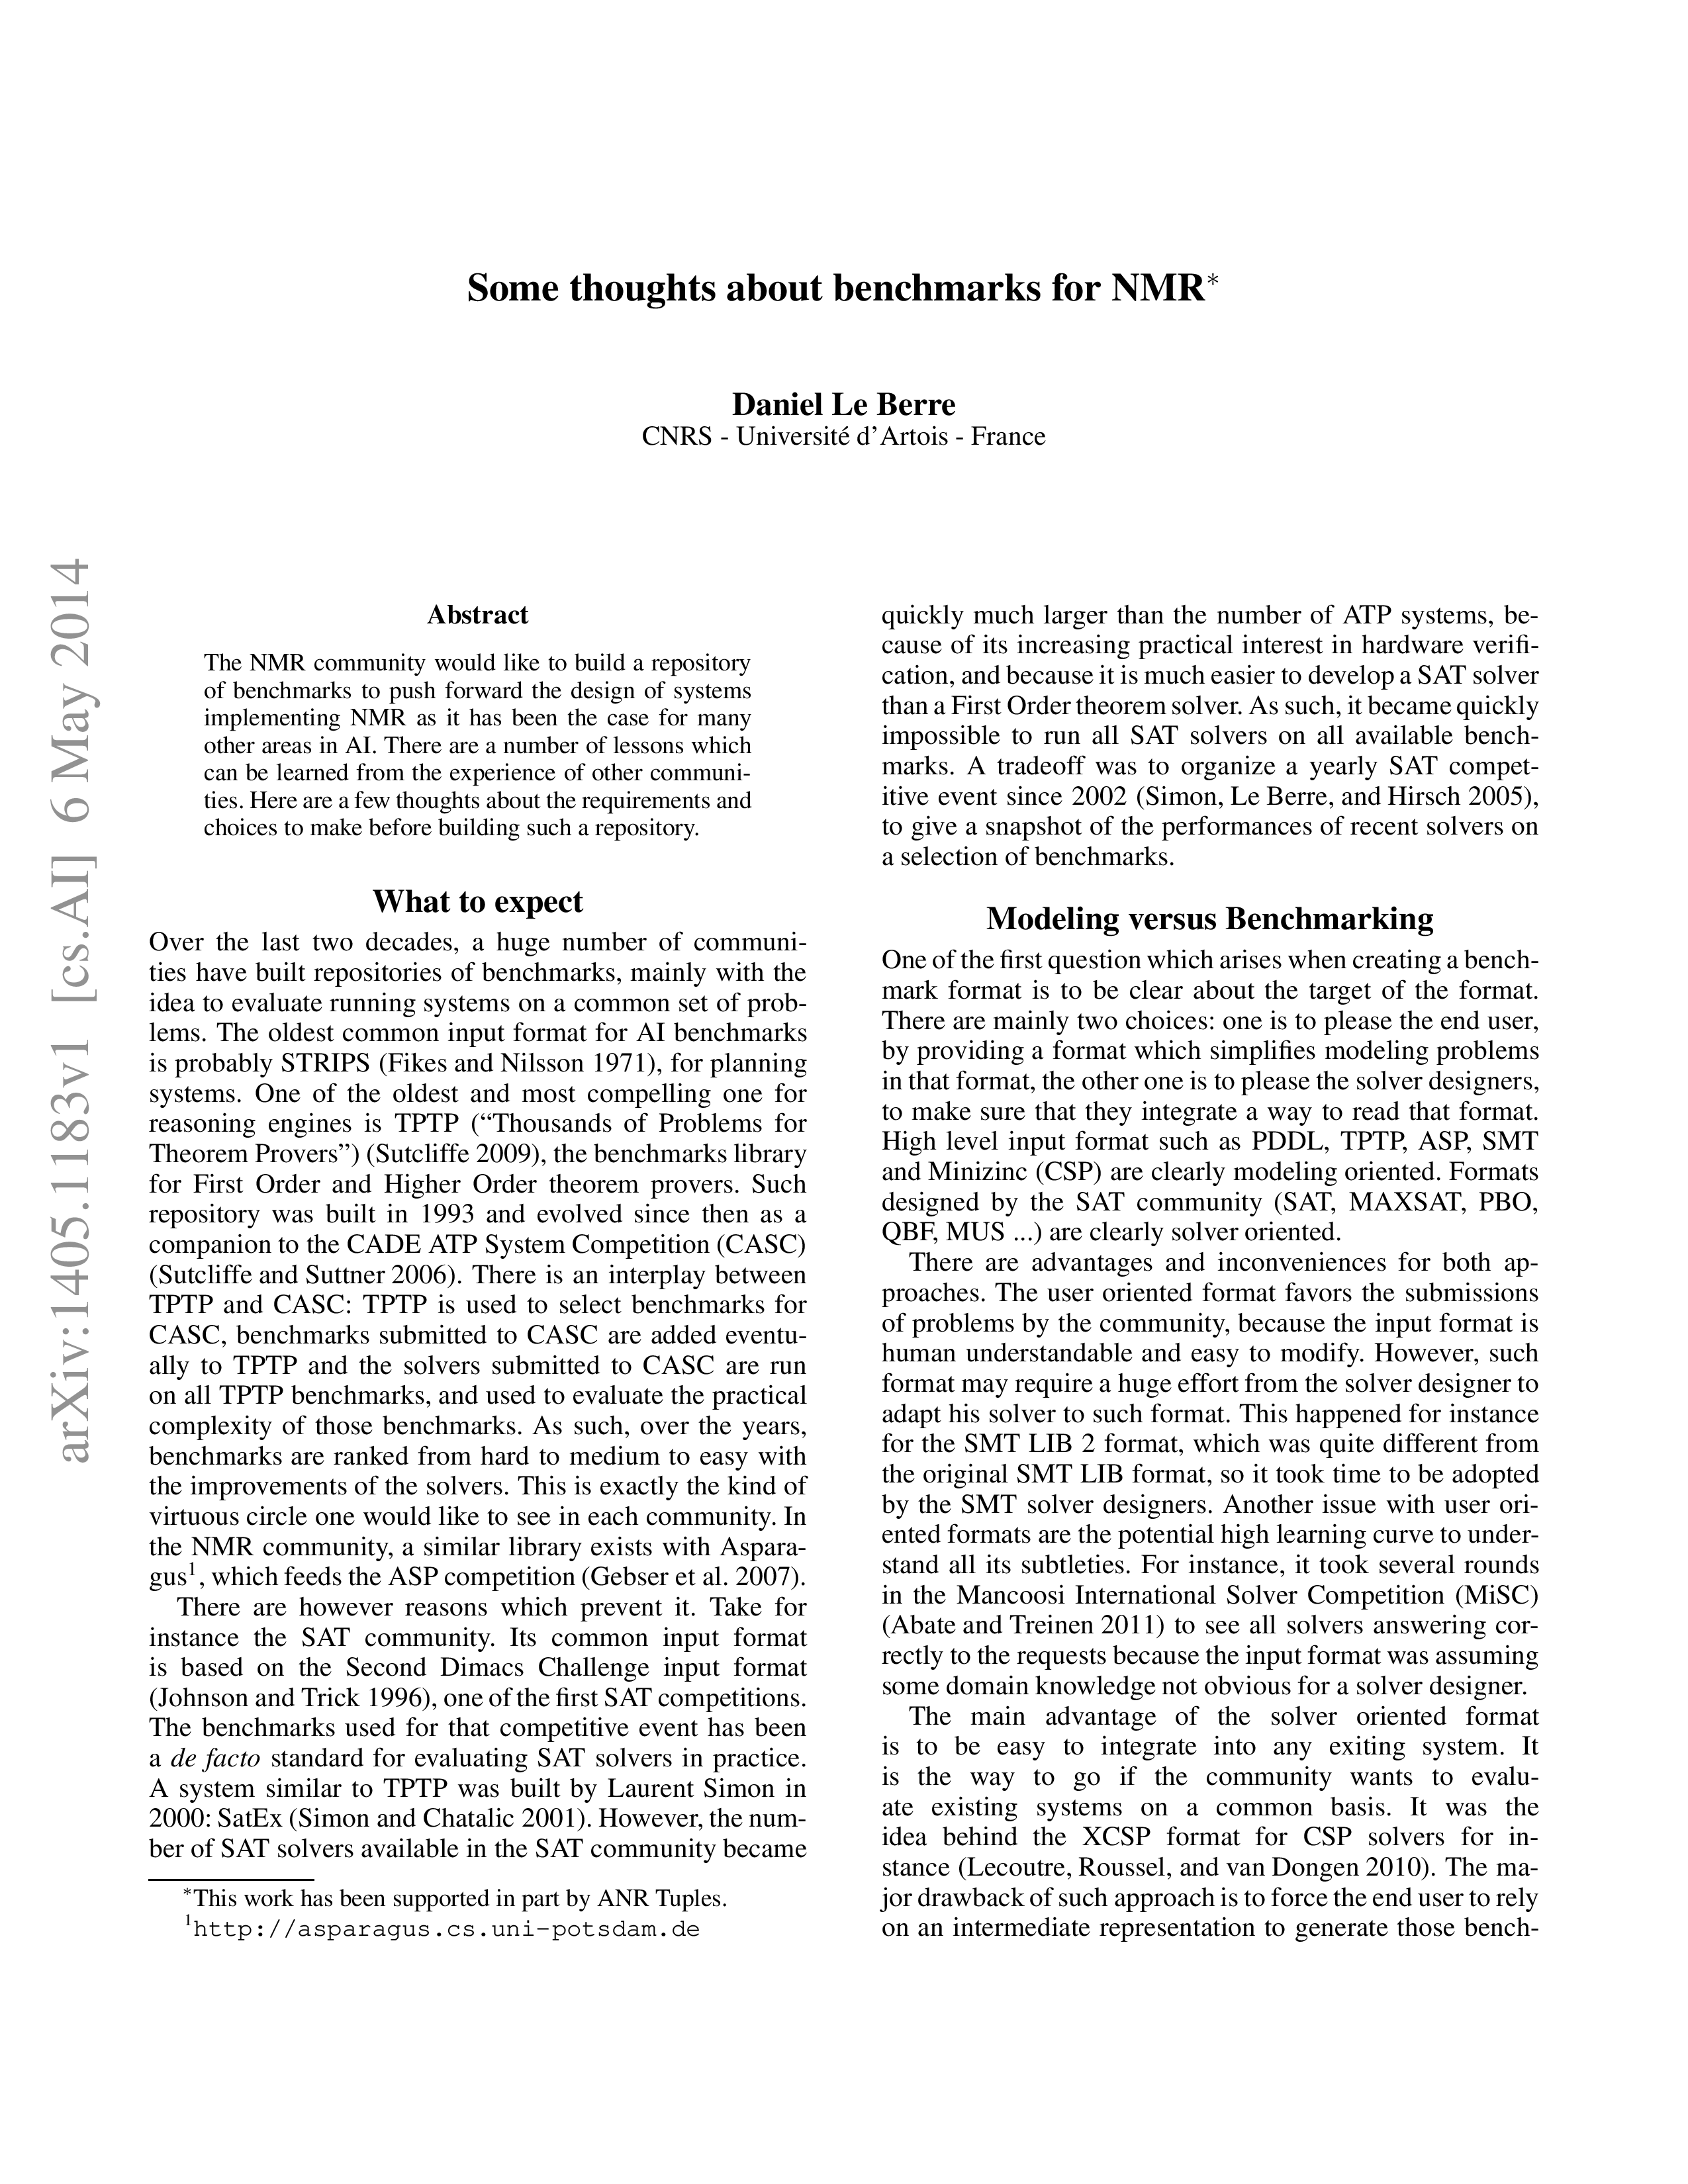 Some thoughts about benchmarks for NMR*
Daniel Le Berre
CNRS - Université d'Artois - France
arXiv:1405.1183v1 [cs.AI] 6 May 2014
Abstract
The NMR community would like to build a repository
of benchmarks to push forward the design of systems
implementing NMR as it has been the case for many
other areas in AI. There are a number of lessons which
can be learned from the experience of other communi-
ties. Here are a few thoughts about the requirements and
choices to make before building such a repository.
What to expect
Over the last two decades, a huge number of communi-
ties have built repositories of benchmarks, mainly with the
idea to evaluate running systems on a common set of prob-
lems. The oldest common input format for AI benchmarks
is probably STRIPS (Fikes and Nilsson 1971), for planning
systems. One of the oldest and most compelling one for
reasoning engines is TPTP (“Thousands of Problems for
Theorem Provers”) (Sutcliffe 2009), the benchmarks library
for First Order and Higher Order theorem provers. Such
repository was built in 1993 and evolved since then as a
companion to the CADE ATP System Competition (CASC)
(Sutcliffe and Suttner 2006). There is an interplay between
TPTP and CASC: TPTP is used to select benchmarks for
CASC, benchmarks submitted to CASC are added eventu-
ally to TPTP and the solvers submitted to CASC are run
on all TPTP benchmarks, and used to evaluate the practical
complexity of those benchmarks. As such, over the years,
benchmarks are ranked from hard to medium to easy with
the improvements of the solvers. This is exactly the kind of
virtuous circle one would like to see in each community. In
the NMR community, a similar library exists with Aspara-
gus1, which feeds the ASP competition (Gebser et al. 2007).
There are however reasons which prevent it. Take for
instance the SAT community. Its common input format
is based on the Second Dimacs Challenge input format
(Johnson and Trick 1996), one of the first SAT competitions.
The benchmarks used for that competitive event has been
a de facto standard for evaluating SAT solvers in practice.
A system similar to TPTP was built by Laurent Simon in
2000: SatEx (Simon and Chatalic 2001). However, the num-
ber of SAT solvers available in the SAT community became
*This work has been supported in part by ANR Tuples.
1http://asparagus.cs.uni-potsdam.de
quickly much larger than the number of ATP systems, be-
cause of its increasing practical interest in hardware verifi-
cation, and because it is much easier to develop a SAT solver
than a First Order theorem solver. As such, it became quickly
impossible to run all SAT solvers on all available bench-
marks. A tradeoff was to organize a yearly SAT compet-
itive event since 2002 (Simon, Le Berre, and Hirsch 2005),
to give a snapshot of the performances of recent solvers on
a selection of benchmarks.
Modeling versus Benchmarking
One of the first question which arises when creating a bench-
mark format is to be clear about the target of the format.
There are mainly two choices: one is to please the end user,
by providing a format which simplifies modeling problems
in that format, the other one is to please the solver designers,
to make sure that they integrate a way to read that format.
High level input format such as PDDL, TPTP, ASP, SMT
and Minizinc (CSP) are clearly modeling oriented. Formats
designed by the SAT community (SAT, MAXSAT, PBO,
QBF, MUS ...) are clearly solver oriented.
There are advantages and inconveniences for both ap-
proaches. The user oriented format favors the submissions
of problems by the community, because the input format is
human understandable and easy to modify. However, such
format may require a huge effort from the solver designer to
adapt his solver to such format. This happened for instance
for the SMT LIB 2 format, which was quite different from
the original SMT LIB format, so it took time to be adopted
by the SMT solver designers. Another issue with user ori-
ented formats are the potential high learning curve to under-
stand all its subtleties. For instance, it took several rounds
in the Mancoosi International Solver Competition (MiSC)
(Abate and Treinen 2011) to see all solvers answering cor-
rectly to the requests because the input format was assuming
some domain knowledge not obvious for a solver designer.
The main advantage of the solver oriented format
is to be easy to integrate into any exiting system. It
is the way to go if the community wants to evalu-
ate existing systems on a common basis. It was the
idea behind the XCSP format for CSP solvers for in-
stance (Lecoutre, Roussel, and van Dongen 2010). The ma-
jor drawback of such approach is to force the end user to rely
on an intermediate representation to generate those bench-